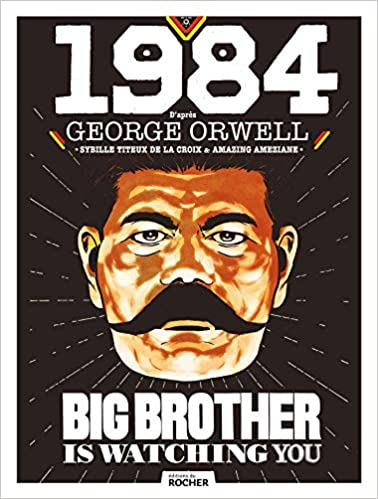 1984
D'après
GEORGE ORWELL
• SYBILLE TITEUX DE LA CROIX & AMAZING AMEZIANE •
BIG BROTHER
IS WATCHING YOU
éditions du
ROCHER